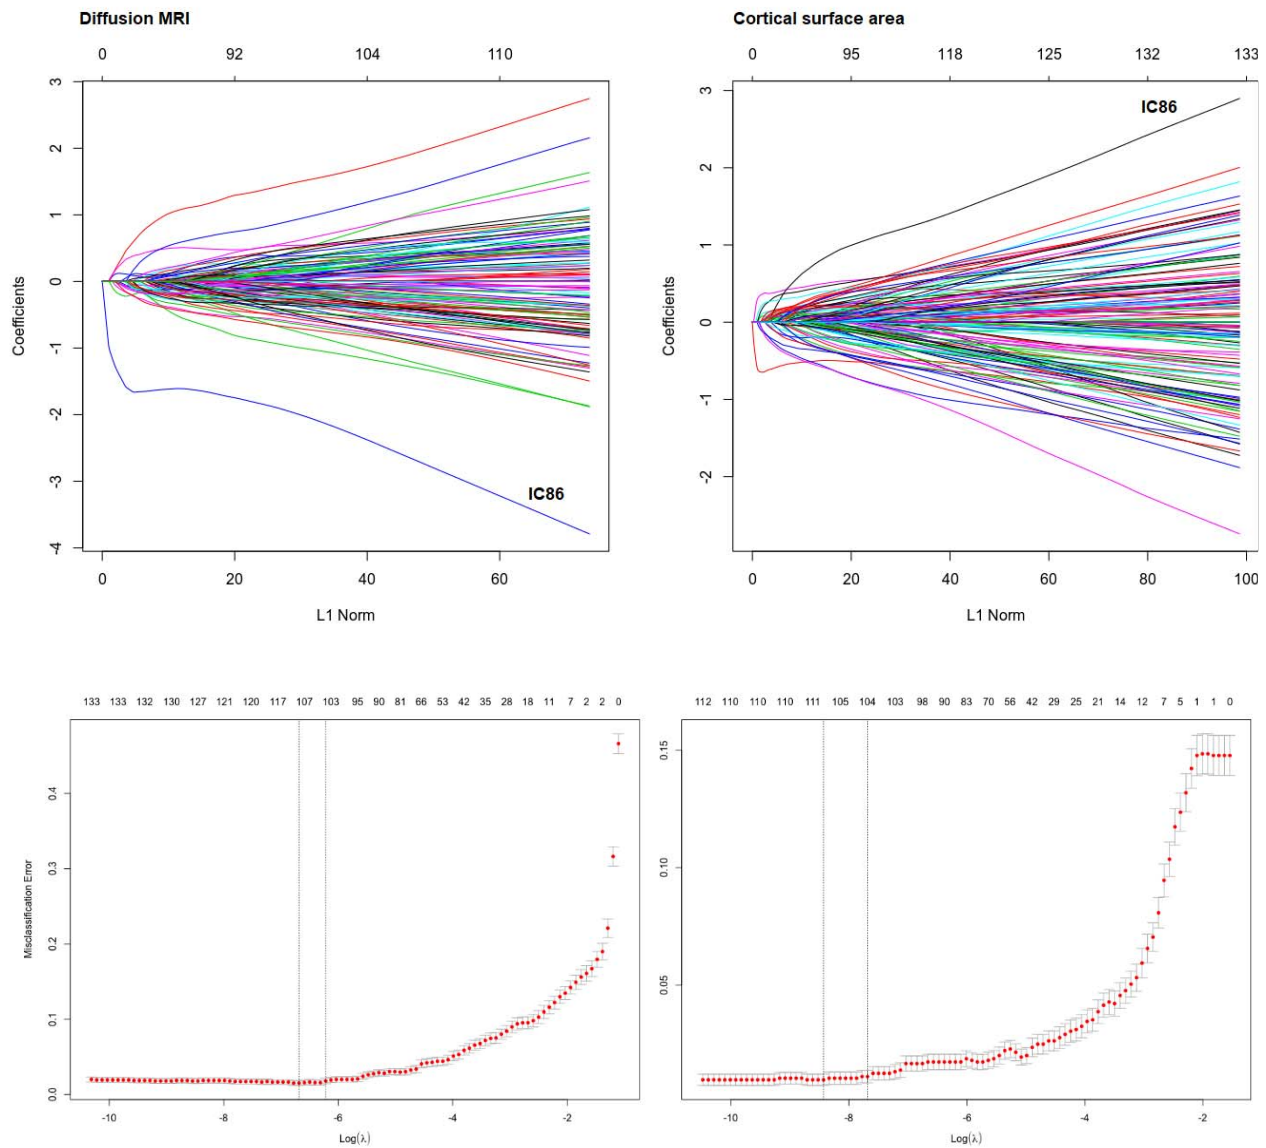 Diffusion MRI
0 92 104 110
3
2
1
0
-1
-2
-3
-4
Coefficients
IC86
0 20 40 60
L1 Norm
Cortical surface area
0 95 118 125 132 133
3
2
1
0
-1
-2
Coefficients
IC86
0 20 40 60 80 100
L1 Norm
133 133 132 130 127 121 120 117 107 103 95 90 81 66 53 42 35 28 18 11 7 2 2 0
0.4
0.3
0.2
0.1
0.0
Misclassification Error
-10 -8 -6 -4 -2
Log(λ)
112 110 110 110 110 111 105 104 103 98 90 83 70 56 42 29 25 21 14 12 7 5 1 1 0
0.15
0.10
0.05
-10 -8 -6 -4 -2
Log(λ)